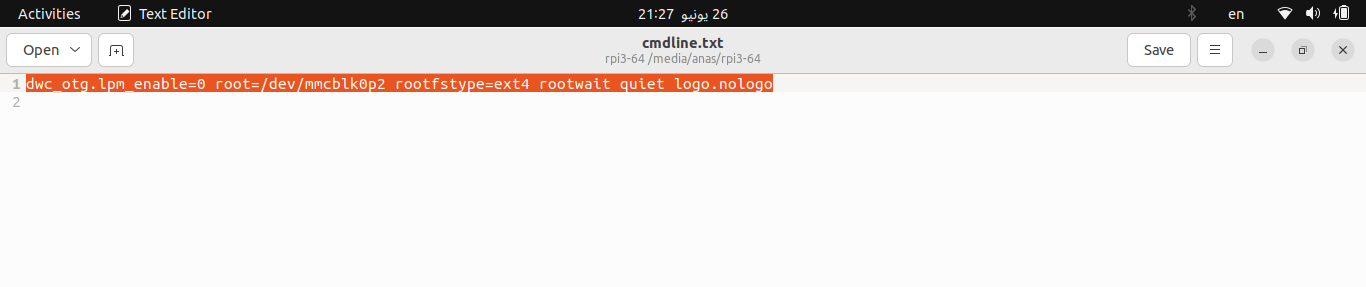 Activities Text Editor 21:27 26 يونيو en
Open cmdline.txt Save
rpi3-64 /media/anas/rpi3-64
1 dwc_otg.lpm_enable=0 root=/dev/mmcblk0p2 rootfstype=ext4 rootwait quiet logo.nologo
2